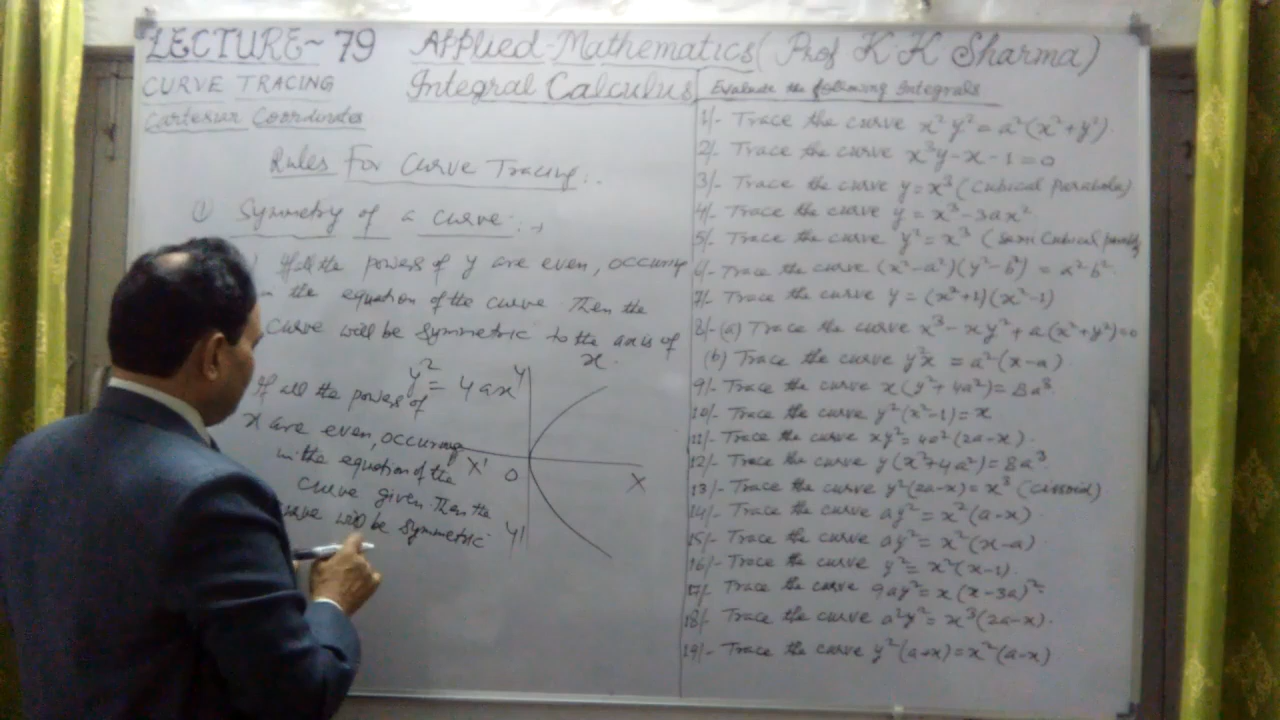 LECTURE~79 Applied-Mathematics (Prof K.K Sharma)
CURVE TRACING Integral Calculus
Cartesian Coordinates
Rules For Curve Tracing:.
① Symmetry of a curve:→
) If all the powers of y are even, occuring
the equation of the curve Then the
curve will be symmetric to the axis of
x.
y² = 4ax
If all the powers of
x are even, occuring
in the equation of the
curve given. Then the
will be symmetric
Y
X' O X
Y'
Evaluate the following Integrals
1/- Trace the curve x²y² = a²(x²+y²).
2/- Trace the curve x³y-x-1=0
3/- Trace the curve y=x³ (cubical parabola)
4/- Trace the curve y=x³-3ax²
5/- Trace the curve y²=x³ (Semi Cubical
6/- Trace the curve (x²-a²)(y²-b²) = a²b².
7/- Trace the curve y=(x²+1)(x²-1)
8/-(a) Trace the curve x³-xy²+a(x²+y²)=0
(b) Trace the curve y²x = a²(x-a)
9/- Trace the curve x(y²+4a²)=8a³.
10/- Trace the curve y²(x²-1)=x
11/- Trace the curve xy²=4a²(2a-x).
12/- Trace the curve y(x²+4a²)=8a³
13/- Trace the curve y²(2a-x)=x³ (cissoid)
14/- Trace the curve ay²=x²(a-x)
15/- Trace the curve ay²=x²(x-a)
16/- Trace the curve y²=x²(x-1).
17/- Trace the curve 9ay²=x(x-3a)².
18/- Trace the curve a²y²=x³(2a-x).
19/- Trace the curve y²(a+x)=x²(a-x)